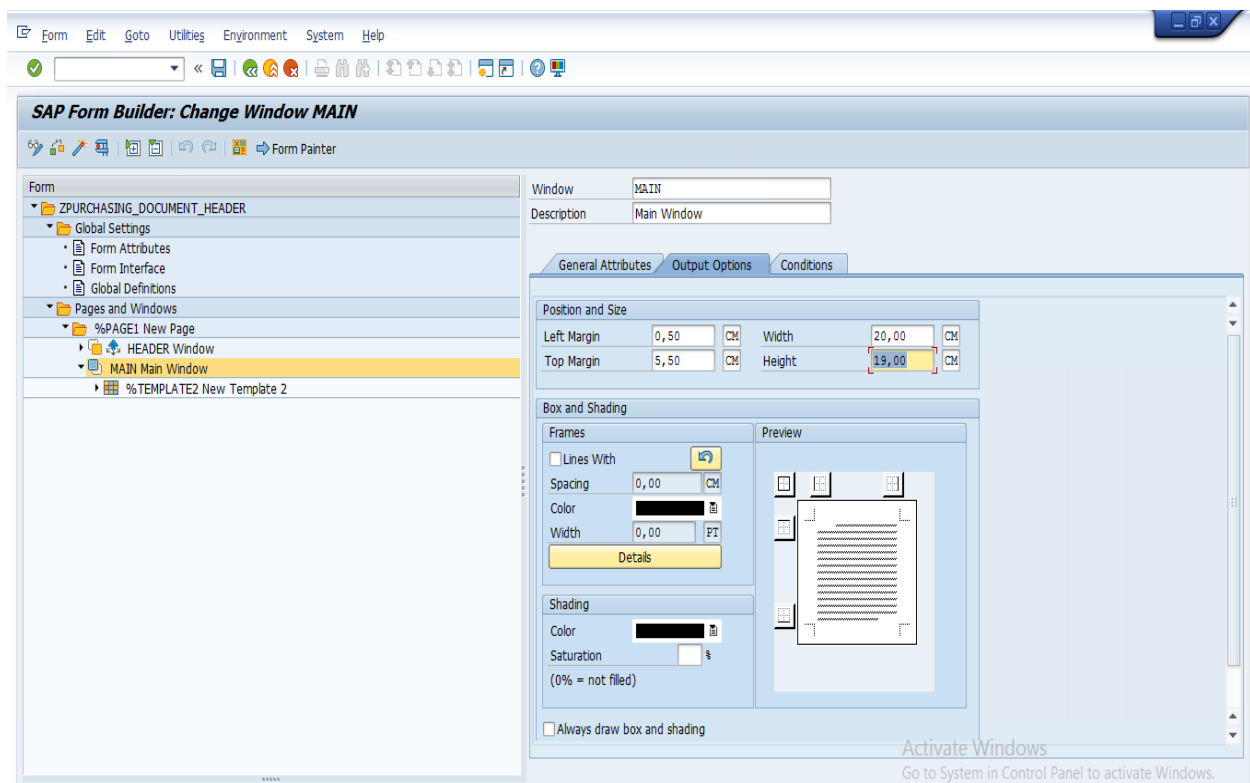 Form Edit Goto Utilities Environment System Help
SAP Form Builder: Change Window MAIN
Form Painter
Form
ZPURCHASING_DOCUMENT_HEADER
Global Settings
Form Attributes
Form Interface
Global Definitions
Pages and Windows
%PAGE1 New Page
HEADER Window
MAIN Main Window
%TEMPLATE2 New Template 2
Window MAIN
Description Main Window
General Attributes Output Options Conditions
Position and Size
Left Margin 0,50 CM Width 20,00 CM
Top Margin 5,50 CM Height 19,00 CM
Box and Shading
Frames
Lines With
Spacing 0,00 CM
Color
Width 0,00 PT
Details
Preview
Shading
Color
Saturation %
(0% = not filled)
Always draw box and shading
Activate Windows
Go to System in Control Panel to activate Windows.